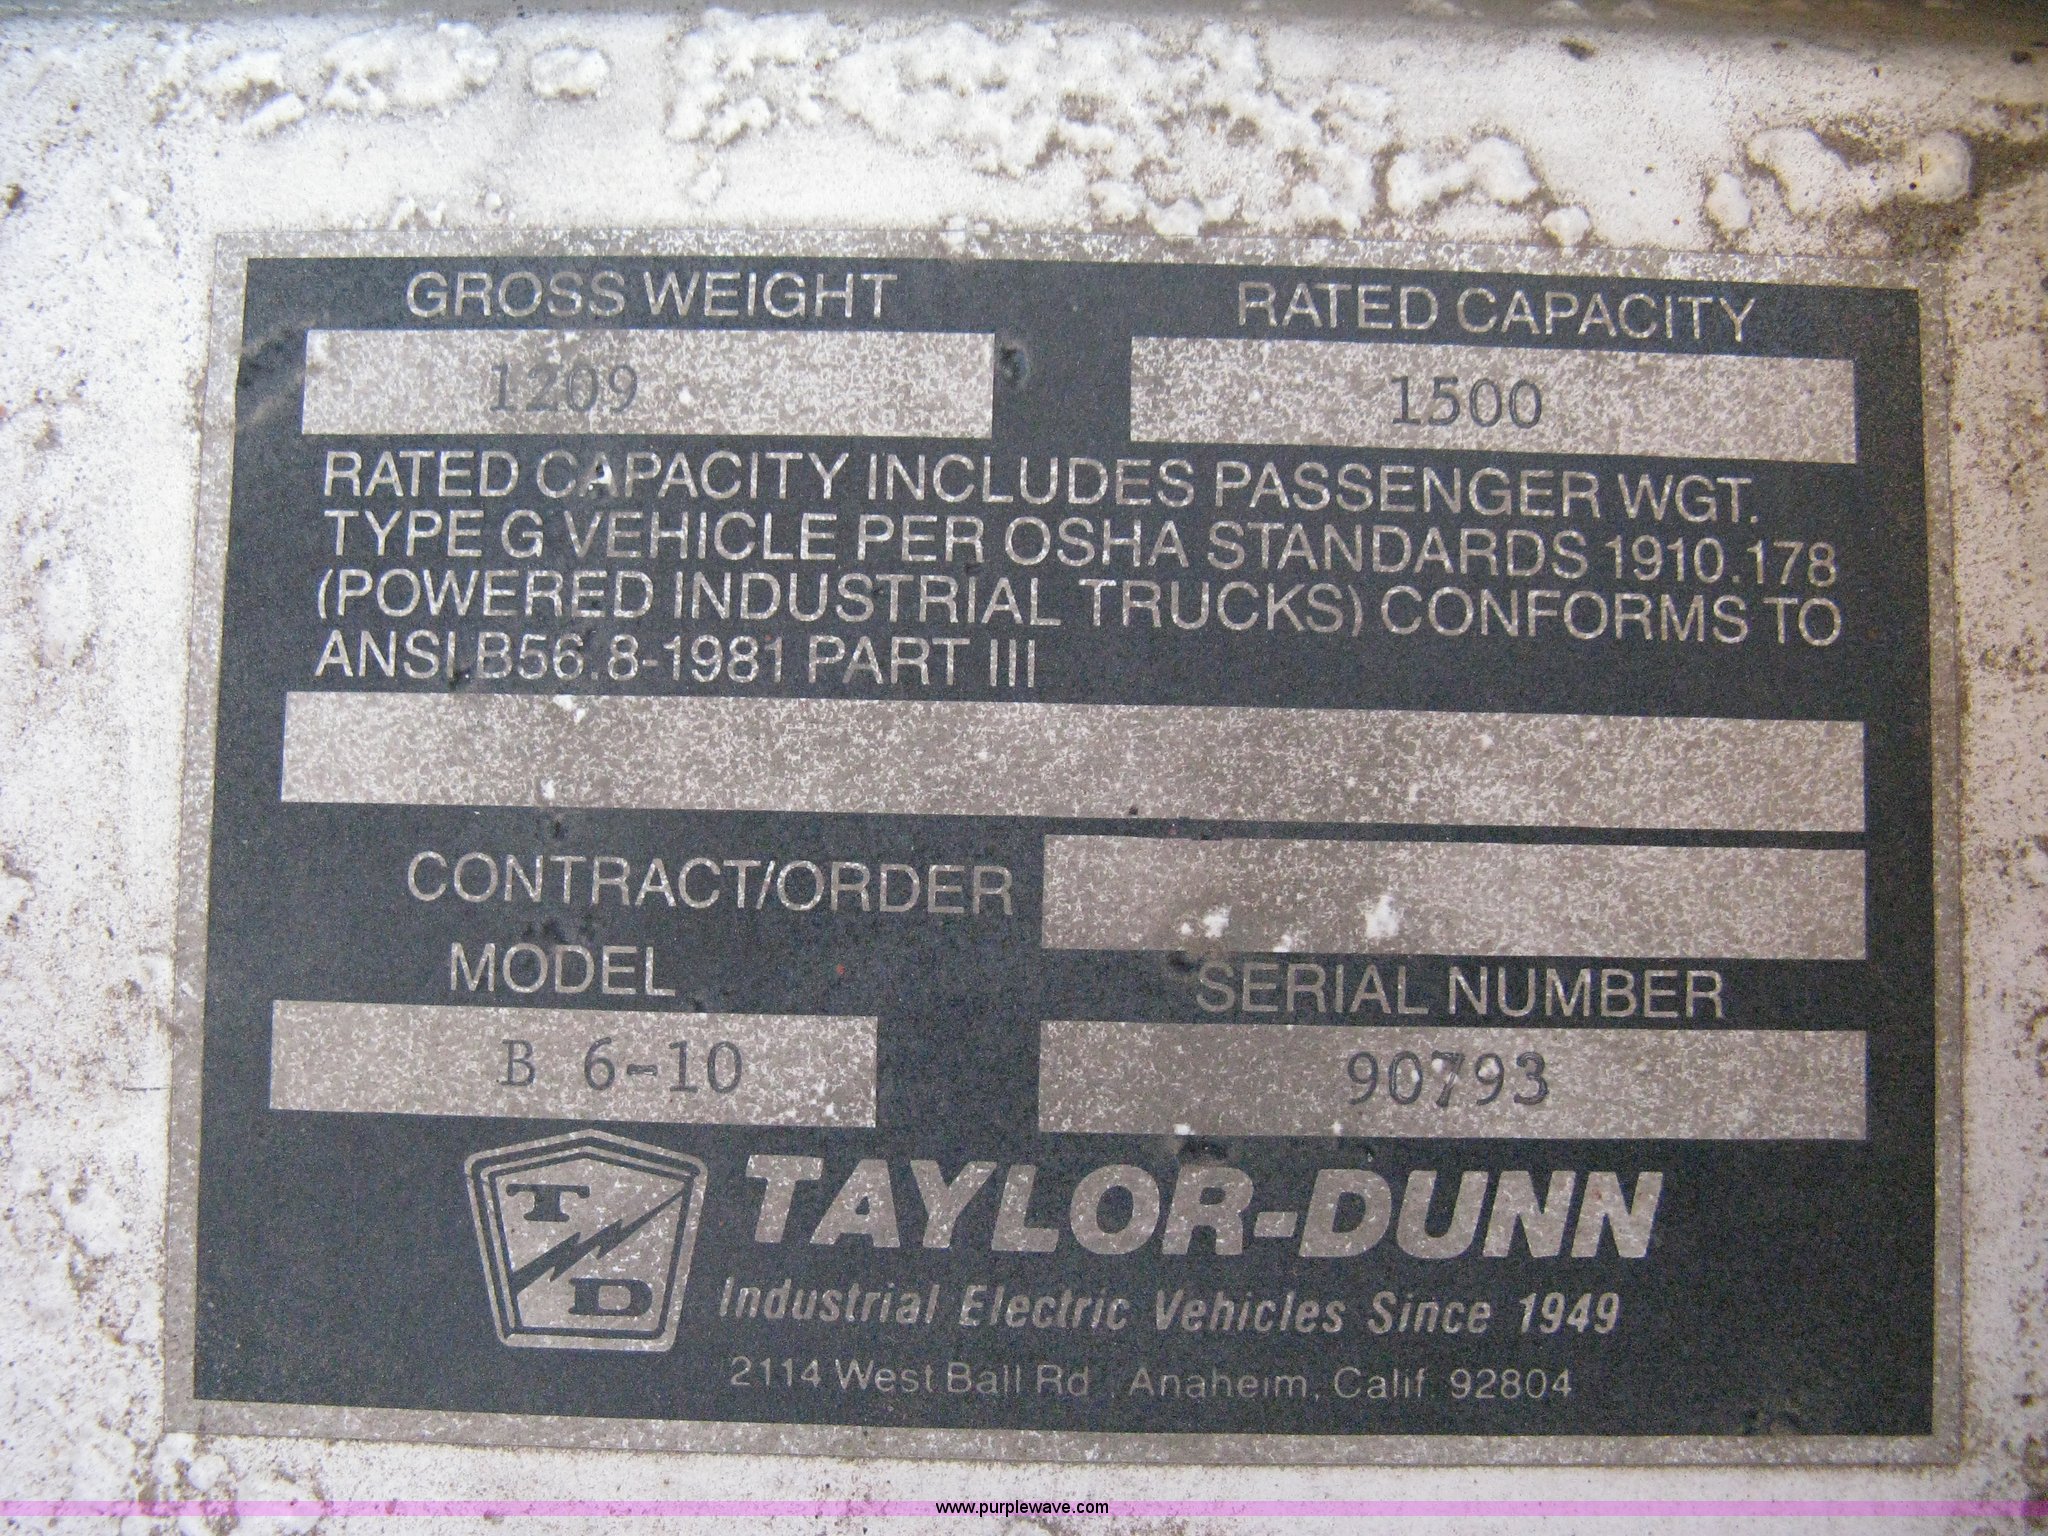 GROSS WEIGHT RATED CAPACITY
1209 1500
RATED CAPACITY INCLUDES PASSENGER WGT.
TYPE G VEHICLE PER OSHA STANDARDS 1910.178
(POWERED INDUSTRIAL TRUCKS) CONFORMS TO
ANSI B56.8-1981 PART III
CONTRACT/ORDER
MODEL SERIAL NUMBER
B 6-10 90793
T D
TAYLOR-DUNN
Industrial Electric Vehicles Since 1949
2114 West Ball Rd., Anaheim, Calif. 92804
www.purplewave.com